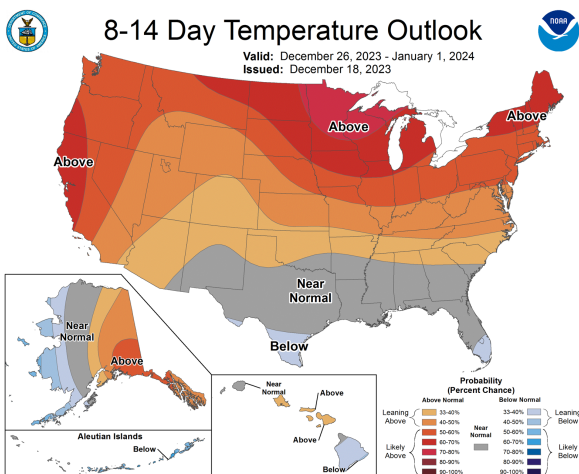 8-14 Day Temperature Outlook
NOAA
Valid: December 26, 2023 - January 1, 2024
Issued: December 18, 2023
Above
Above
Above
Near
Normal
Below
Near
Normal
Above
Aleutian Islands
Below
Near
Normal
Above
Above
Below
Probability
(Percent Chance)
Above Normal
Below Normal
Leaning
Above
33-40%
40-50%
33-40%
40-50%
Leaning
Below
Likely
Above
50-60%
60-70%
70-80%
80-90%
90-100%
Near
Normal
50-60%
60-70%
70-80%
80-90%
90-100%
Likely
Below